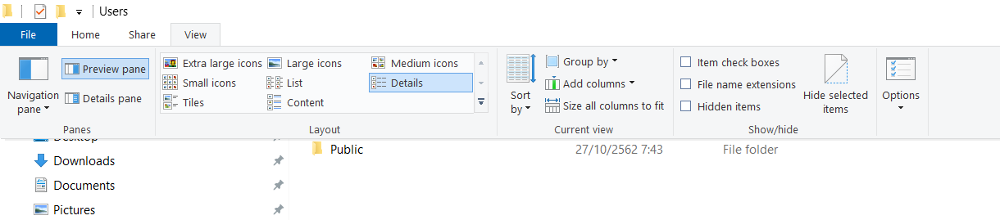 Users
File Home Share View
Preview pane
Details pane
Navigation pane
Panes
Extra large icons Large icons Medium icons
Small icons List Details
Tiles Content
Layout
Sort by
Group by
Add columns
Size all columns to fit
Current view
Item check boxes
File name extensions
Hidden items
Hide selected items
Show/hide
Options
Desktop
Public 27/10/2562 7:43 File folder
Downloads
Documents
Pictures